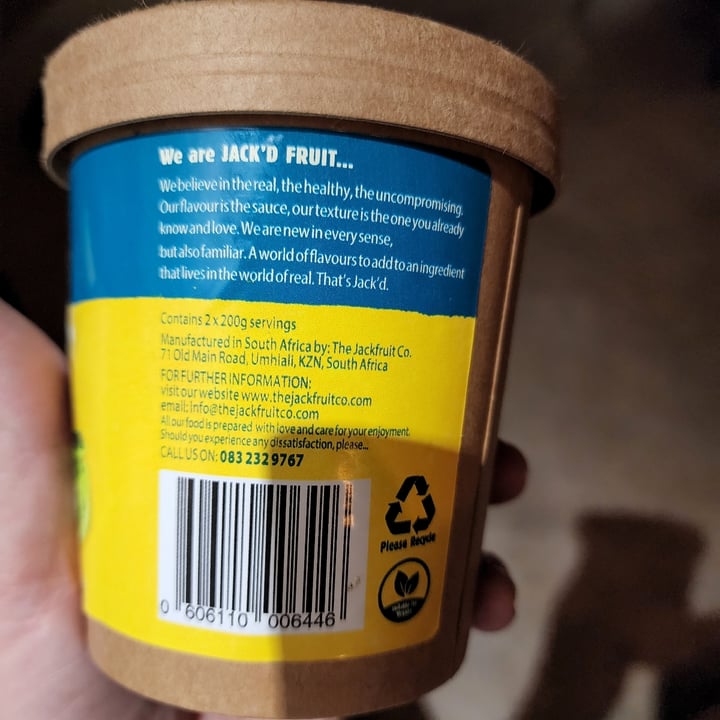 We are JACK'D FRUIT...
We believe in the real, the healthy, the uncompromising.
Our flavour is the sauce, our texture is the one you already
know and love. We are new in every sense,
but also familiar. A world of flavours to add to an ingredient
that lives in the world of real. That's Jack'd.
Contains 2 x 200g servings
Manufactured in South Africa by: The Jackfruit Co.
71 Old Main Road, Umhlali, KZN, South Africa
FOR FURTHER INFORMATION:
visit our website www.thejackfruitco.com
email: info@thejackfruitco.com
All our food is prepared with love and care for your enjoyment.
Should you experience any dissatisfaction, please...
CALL US ON: 083 232 9767
Please Recycle
0 606110 006446